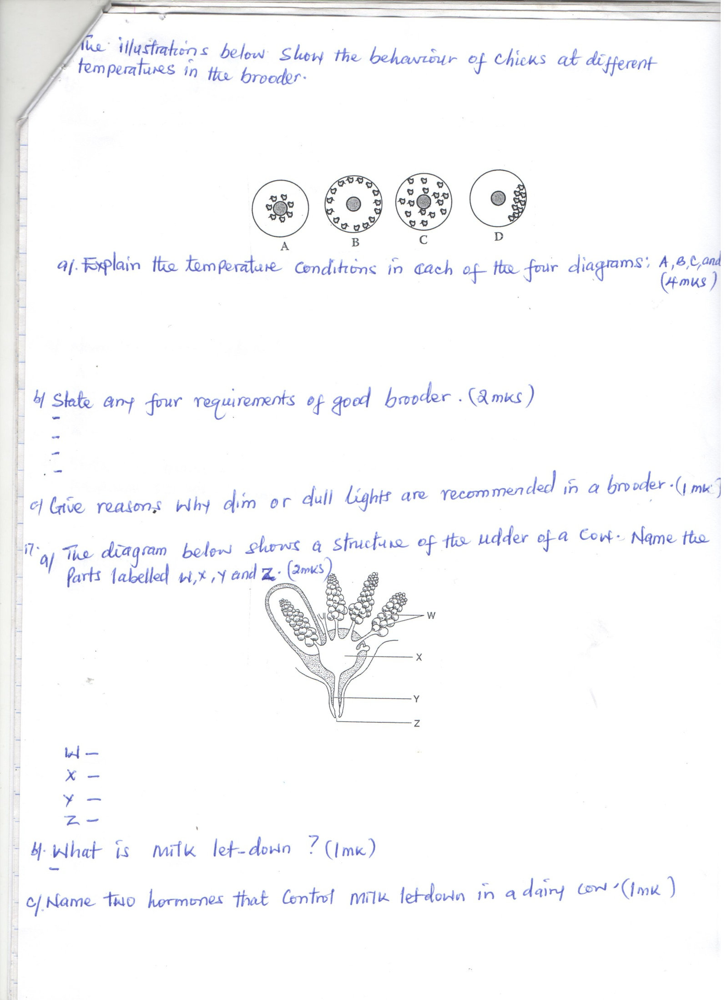 The illustrations below show the behaviour of chicks at different
temperatures in the brooder.
A B C D
a/. Explain the temperature conditions in each of the four diagrams: A, B, C, and
(4mks)
b/ State any four requirements of good brooder. (2mks)
-
-
-
-
c/ Give reasons why dim or dull lights are recommended in a brooder. (1mk)
17. a/ The diagram below shows a structure of the udder of a cow. Name the
parts labelled W, X, Y and Z. (2mks)
W
X
Y
Z
W -
X -
Y -
Z -
b/. What is milk let-down ? (1mk)
-
c/. Name two hormones that control milk letdown in a dairy cow. (1mk)